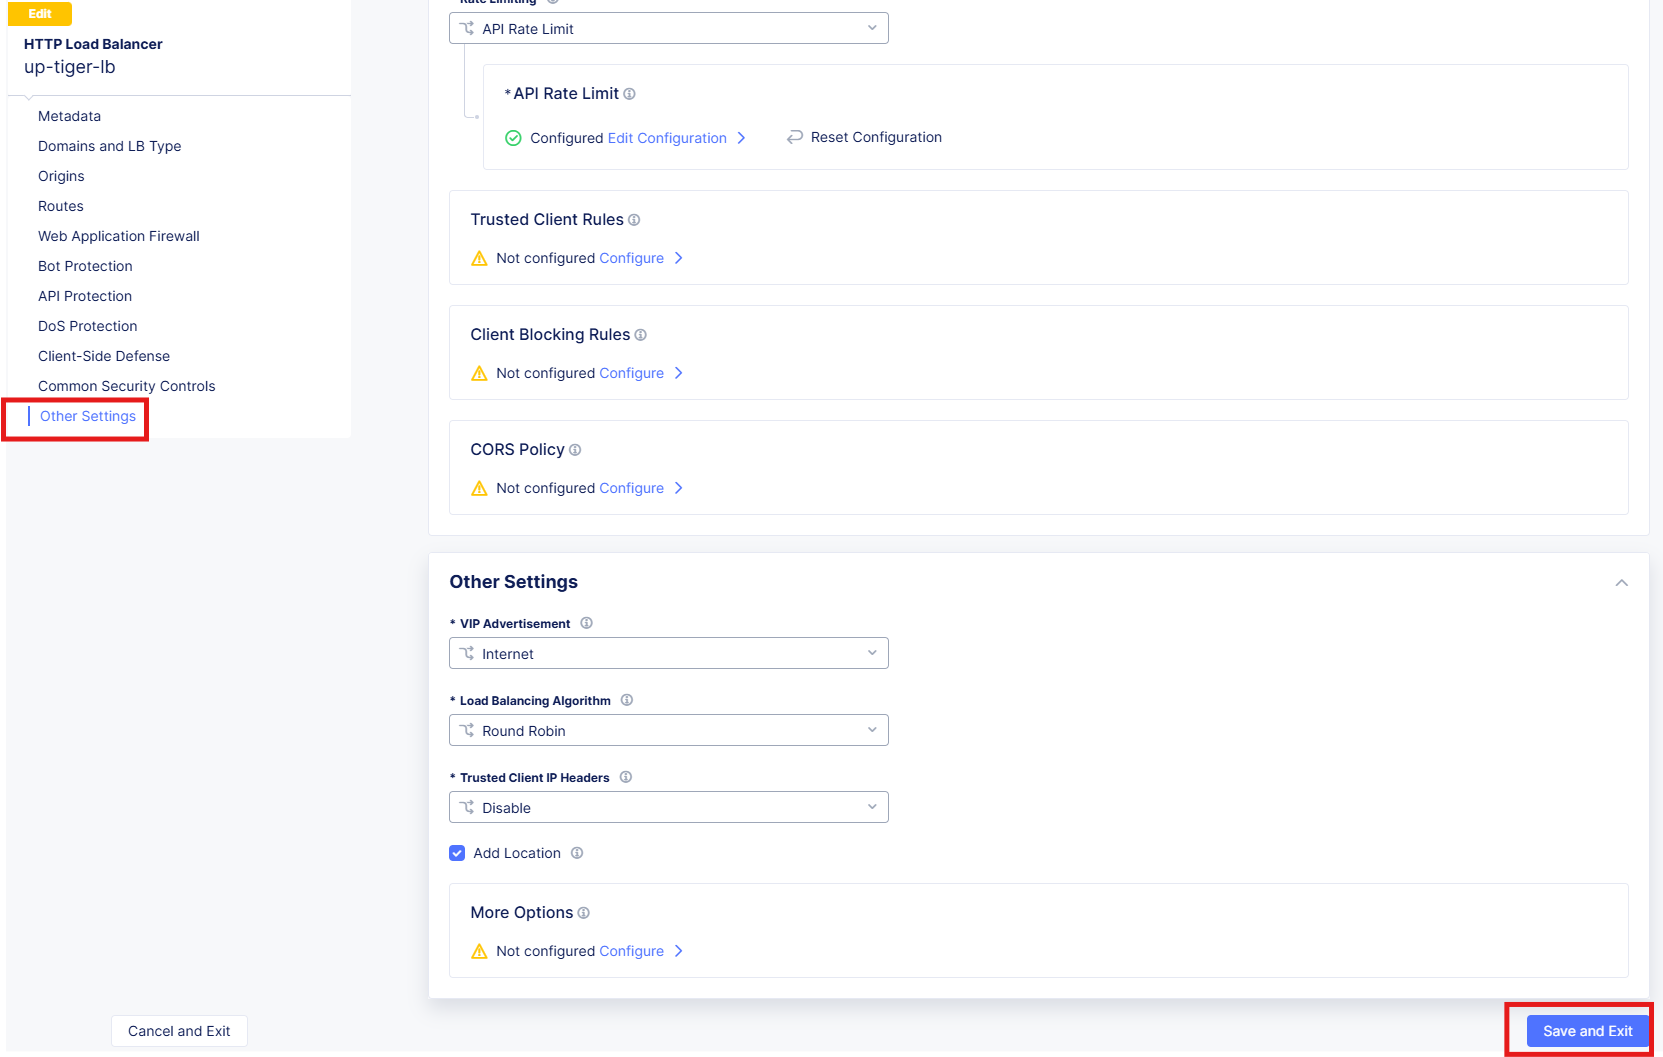 Edit
HTTP Load Balancer
up-tiger-lb
Metadata
Domains and LB Type
Origins
Routes
Web Application Firewall
Bot Protection
API Protection
DoS Protection
Client-Side Defense
Common Security Controls
Other Settings
Rate Limiting
API Rate Limit
* API Rate Limit
Configured Edit Configuration
Reset Configuration
Trusted Client Rules
Not configured Configure
Client Blocking Rules
Not configured Configure
CORS Policy
Not configured Configure
Other Settings
* VIP Advertisement
Internet
* Load Balancing Algorithm
Round Robin
* Trusted Client IP Headers
Disable
Add Location
More Options
Not configured Configure
Cancel and Exit
Save and Exit